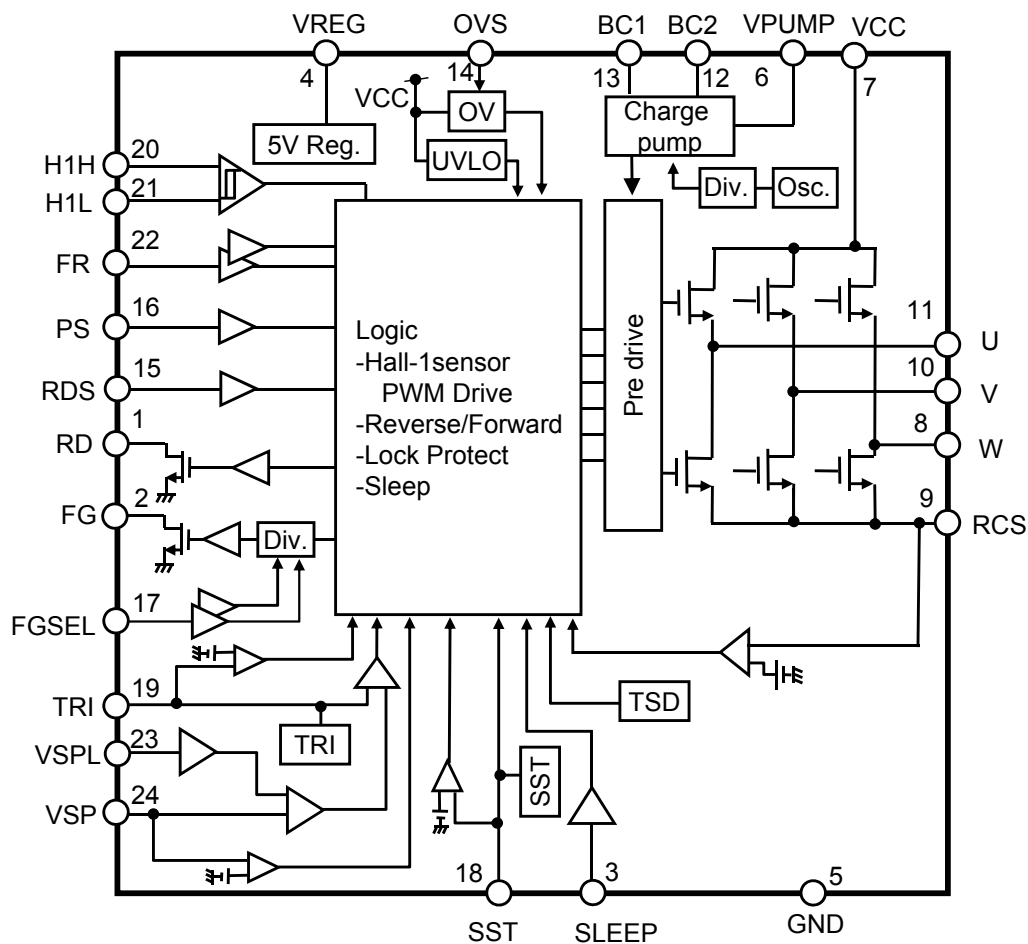 VREG
OVS
BC1
BC2
VPUMP
VCC
4
14
13
12
6
7
VCC
OV
UVLO
5V Reg.
Charge
pump
Div.
Osc.
H1H
20
H1L
21
FR
22
PS
16
RDS
15
RD
1
FG
2
Div.
FGSEL
17
TRI
19
TRI
VSPL
23
VSP
24
Logic
-Hall-1sensor
PWM Drive
-Reverse/Forward
-Lock Protect
-Sleep
Pre drive
11
U
10
V
8
W
9
RCS
TSD
SST
18
SST
3
SLEEP
5
GND